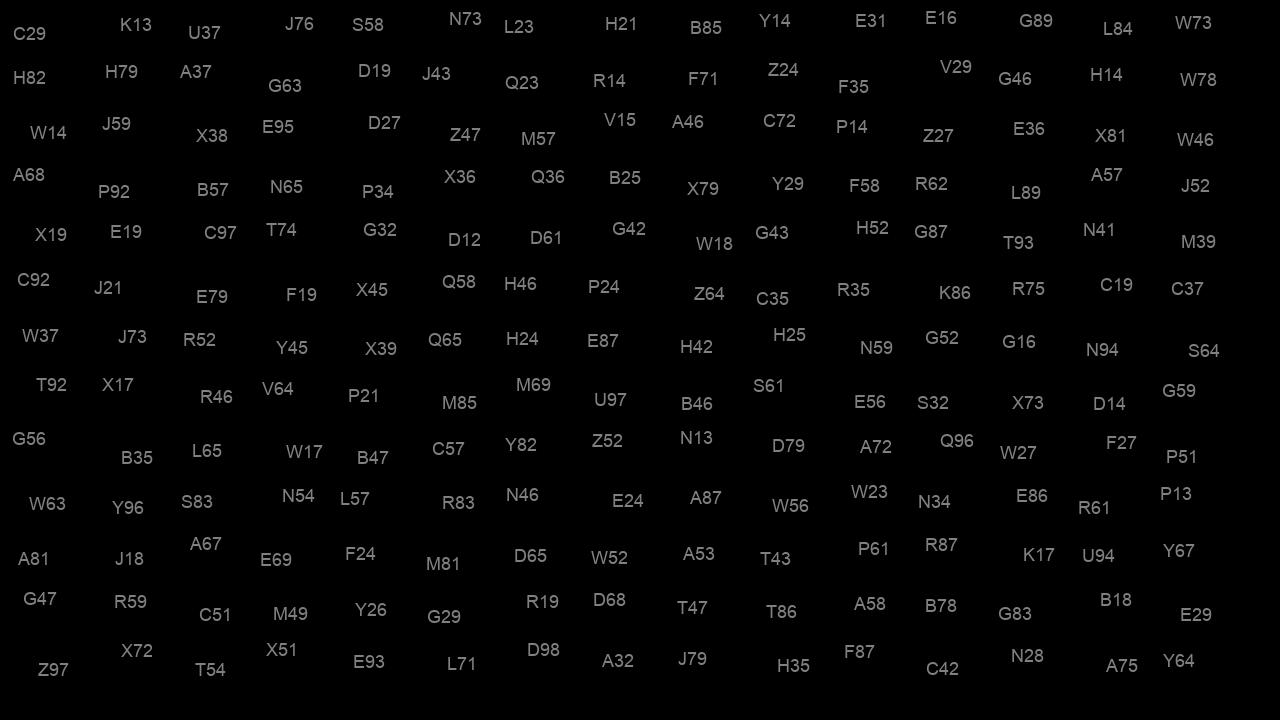 C29 K13 U37 J76 S58 N73 L23 H21 B85 Y14 E31 E16 G89 L84 W73
H82 H79 A37 G63 D19 J43 Q23 R14 F71 Z24 F35 V29 G46 H14 W78
W14 J59 X38 E95 D27 Z47 M57 V15 A46 C72 P14 Z27 E36 X81 W46
A68 P92 B57 N65 P34 X36 Q36 B25 X79 Y29 F58 R62 L89 A57 J52
X19 E19 C97 T74 G32 D12 D61 G42 W18 G43 H52 G87 T93 N41 M39
C92 J21 E79 F19 X45 Q58 H46 P24 Z64 C35 R35 K86 R75 C19 C37
W37 J73 R52 Y45 X39 Q65 H24 E87 H42 H25 N59 G52 G16 N94 S64
T92 X17 R46 V64 P21 M85 M69 U97 B46 S61 E56 S32 X73 D14 G59
G56 B35 L65 W17 B47 C57 Y82 Z52 N13 D79 A72 Q96 W27 F27 P51
W63 Y96 S83 N54 L57 R83 N46 E24 A87 W56 W23 N34 E86 R61 P13
A81 J18 A67 E69 F24 M81 D65 W52 A53 T43 P61 R87 K17 U94 Y67
G47 R59 C51 M49 Y26 G29 R19 D68 T47 T86 A58 B78 G83 B18 E29
Z97 X72 T54 X51 E93 L71 D98 A32 J79 H35 F87 C42 N28 A75 Y64